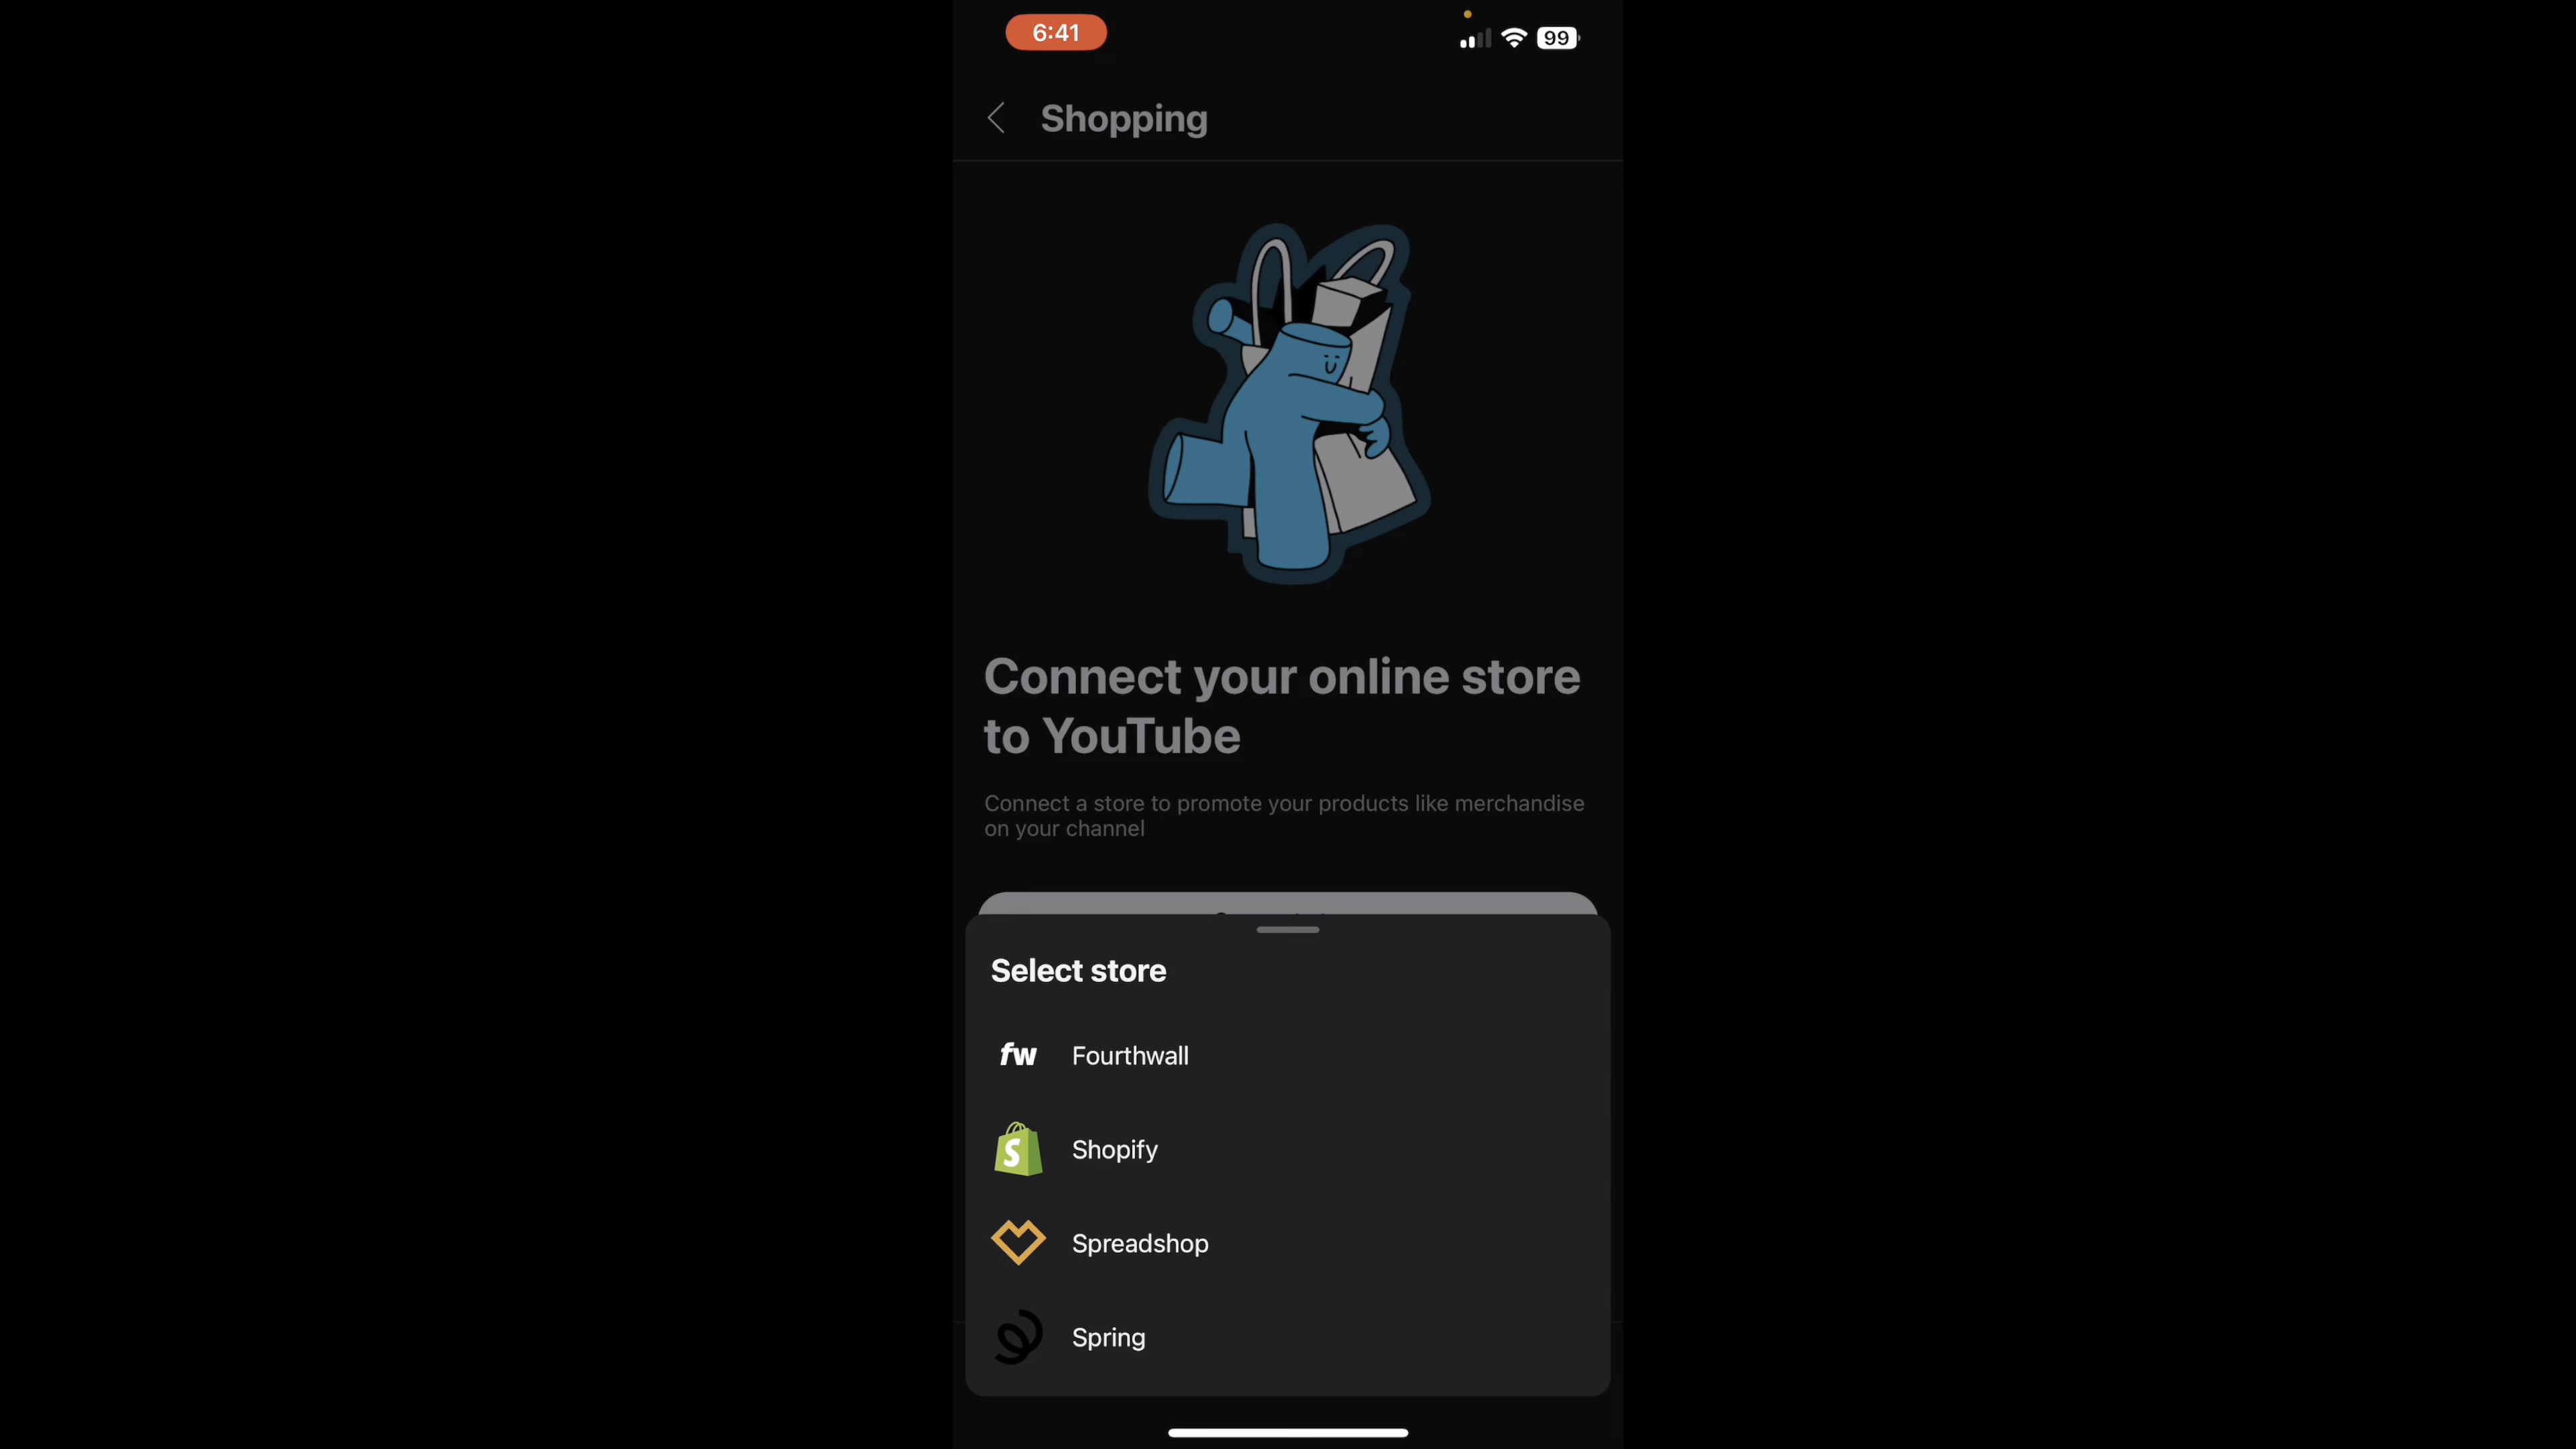 6:41
99
Shopping
Connect your online store
to YouTube
Connect a store to promote your products like merchandise
on your channel
Select store
fw Fourthwall
S Shopify
Spreadshop
Spring